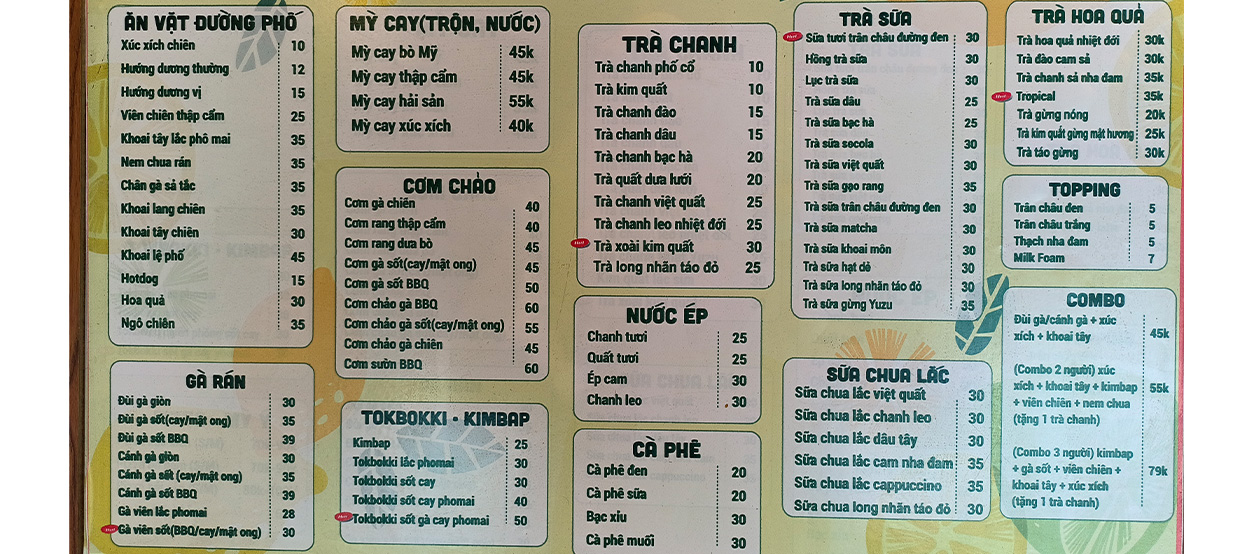 ĂN VẶT ĐƯỜNG PHỐ
Xúc xích chiên 10
Hướng dương thường 12
Hướng dương vị 15
Viên chiên thập cẩm 25
Khoai tây lắc phô mai 35
Nem chua rán 35
Chân gà sả tắc 35
Khoai lang chiên 35
Khoai tây chiên 30
Khoai lệ phố 45
Hotdog 15
Hoa quả 30
Ngô chiên 35
GÀ RÁN
Đùi gà giòn 30
Đùi gà sốt(cay/mật ong) 35
Đùi gà sốt BBQ 39
Cánh gà giòn 30
Cánh gà sốt (cay/mật ong) 35
Cánh gà sốt BBQ 39
Gà viên lắc phomai 28
Gà viên sốt(BBQ/cay/mật ong) 30
MỲ CAY(TRỘN, NƯỚC)
Mỳ cay bò Mỹ 45k
Mỳ cay thập cẩm 45k
Mỳ cay hải sản 55k
Mỳ cay xúc xích 40k
CƠM CHẢO
Cơm gà chiên 40
Cơm rang thập cẩm 40
Cơm rang dưa bò 45
Cơm gà sốt(cay/mật ong) 45
Cơm gà sốt BBQ 50
Cơm chảo gà BBQ 60
Cơm chảo gà sốt(cay/mật ong) 55
Cơm chảo gà chiên 45
Cơm sườn BBQ 60
TOKBOKKI - KIMBAP
Kimbap 25
Tokbokki lắc phomai 30
Tokbokki sốt cay 30
Tokbokki sốt cay phomai 40
Tokbokki sốt gà cay phomai 50
TRÀ CHANH
Trà chanh phố cổ 10
Trà kim quất 10
Trà chanh đào 15
Trà chanh dâu 15
Trà chanh bạc hà 20
Trà quất dưa lưới 20
Trà chanh việt quất 25
Trà chanh leo nhiệt đới 25
Trà xoài kim quất 30
Trà long nhãn táo đỏ 25
NƯỚC ÉP
Chanh tươi 25
Quất tươi 25
Ép cam 30
Chanh leo 30
CÀ PHÊ
Cà phê đen 20
Cà phê sữa 20
Bạc xỉu 30
Cà phê muối 30
TRÀ SỮA
Sữa tươi trân châu đường đen 30
Hồng trà sữa 30
Lục trà sữa 30
Trà sữa dâu 25
Trà sữa bạc hà 25
Trà sữa socola 30
Trà sữa việt quất 30
Trà sữa gạo rang 35
Trà sữa trân châu đường đen 30
Trà sữa matcha 30
Trà sữa khoai môn 30
Trà sữa hạt dẻ 30
Trà sữa long nhãn táo đỏ 30
Trà sữa gừng Yuzu 35
SỮA CHUA LẮC
Sữa chua lắc việt quất 30
Sữa chua lắc chanh leo 30
Sữa chua lắc dâu tây 30
Sữa chua lắc cam nha đam 35
Sữa chua lắc cappuccino 35
Sữa chua long nhãn táo đỏ 30
TRÀ HOA QUẢ
Trà hoa quả nhiệt đới 30k
Trà đào cam sả 30k
Trà chanh sả nha đam 35k
Tropical 35k
Trà gừng nóng 20k
Trà kim quất gừng mật hương 25k
Trà táo gừng 30k
TOPPING
Trân châu đen 5
Trân châu trắng 5
Thạch nha đam 5
Milk Foam 7
COMBO
Đùi gà/cánh gà + xúc
xích + khoai tây 45k
(Combo 2 người) xúc
xích + khoai tây + kimbap 55k
+ viên chiên + nem chua
(tặng 1 trà chanh)
(Combo 3 người) kimbap
+ gà sốt + viên chiên + 79k
khoai tây + xúc xích
(tặng 1 trà chanh)